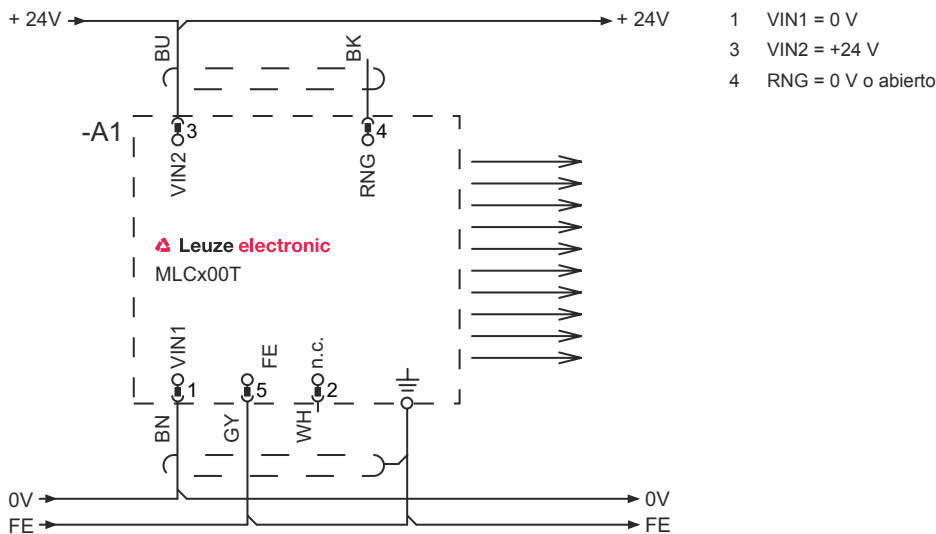 + 24V
+ 24V
1 VIN1 = 0 V
3 VIN2 = +24 V
4 RNG = 0 V o abierto
BU
BK
-A1
3
4
VIN2
RNG
Leuze electronic
MLCx00T
VIN1
FE
n.c.
1
5
2
BN
GY
WH
0V
0V
FE
FE